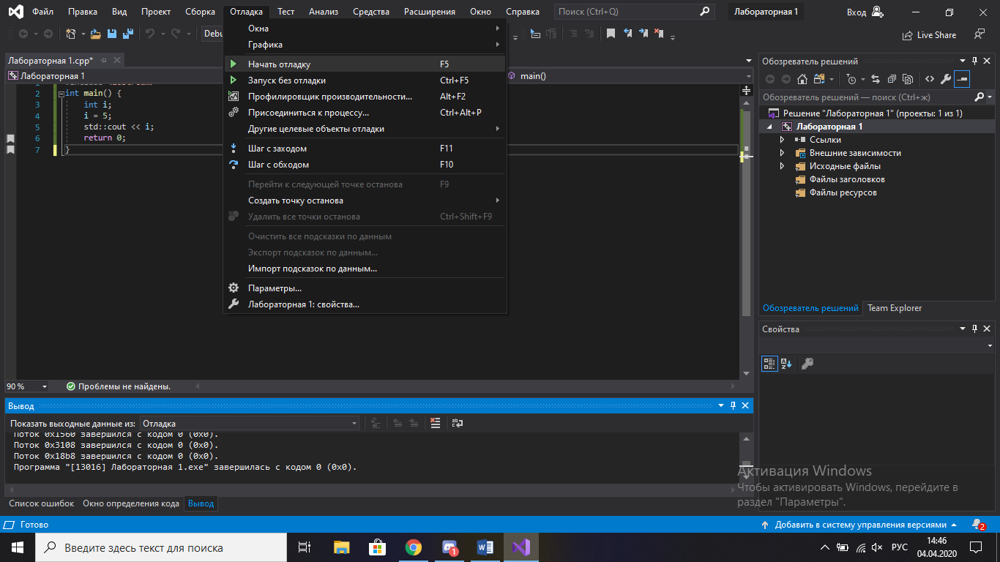 Файл Правка Вид Проект Сборка Отладка Тест Анализ Средства Расширения Окно Справка Поиск (Ctrl+Q) Лабораторная 1 Вход
Debu
Live Share
Лабораторная 1.cpp*
Лабораторная 1
main()
1
2 int main() {
3 int i;
4 i = 5;
5 std::cout << i;
6 return 0;
7 }
Окна
Графика
Начать отладку F5
Запуск без отладки Ctrl+F5
Профилировщик производительности... Alt+F2
Присоединиться к процессу... Ctrl+Alt+P
Другие целевые объекты отладки
Шаг с заходом F11
Шаг с обходом F10
Перейти к следующей точке останова F9
Создать точку останова
Удалить все точки останова Ctrl+Shift+F9
Очистить все подсказки по данным
Экспорт подсказок по данным...
Импорт подсказок по данным...
Параметры...
Лабораторная 1: свойства...
Обозреватель решений
Обозреватель решений — поиск (Ctrl+ж)
Решение "Лабораторная 1" (проекты: 1 из 1)
Лабораторная 1
Ссылки
Внешние зависимости
Исходные файлы
Файлы заголовков
Файлы ресурсов
Обозреватель решений Team Explorer
Свойства
90 % Проблемы не найдены.
Вывод
Показать выходные данные из: Отладка
Поток 0x1560 завершился с кодом 0 (0x0).
Поток 0x3108 завершился с кодом 0 (0x0).
Поток 0x18b8 завершился с кодом 0 (0x0).
Программа "[13016] Лабораторная 1.exe" завершилась с кодом 0 (0x0).
Список ошибок Окно определения кода Вывод
Активация Windows
Чтобы активировать Windows, перейдите в
раздел "Параметры".
Готово
Добавить в систему управления версиями
2
Введите здесь текст для поиска
1
РУС
14:46
04.04.2020